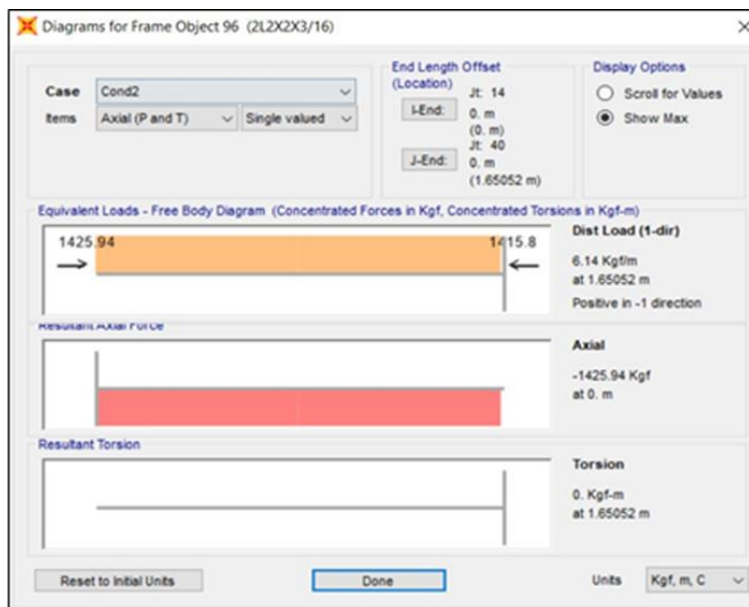 Diagrams for Frame Object 96 (2L2X2X3/16)
Case Cond2
Items Axial (P and T) Single valued
End Length Offset
(Location)
Jt: 14
I-End: 0. m
(0. m)
Jt: 40
J-End: 0. m
(1.65052 m)
Display Options
Scroll for Values
Show Max
Equivalent Loads - Free Body Diagram (Concentrated Forces in Kgf, Concentrated Torsions in Kgf-m)
1425.94 1415.8
Dist Load (1-dir)
6.14 Kgf/m
at 1.65052 m
Positive in -1 direction
Resultant Axial Force
Axial
-1425.94 Kgf
at 0. m
Resultant Torsion
Torsion
0. Kgf-m
at 1.65052 m
Reset to Initial Units Done Units Kgf, m, C